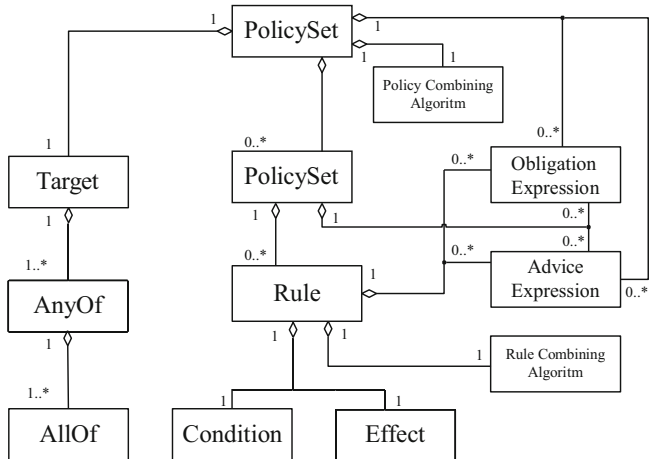 PolicySet
1
1
1
1
Policy Combining
Algoritm
0..*
0..*
1
Target
PolicySet
0..*
Obligation
Expression
1
1
1
0..*
0..*
1..*
0..*
1
0..*
AnyOf
Rule
Advice
Expression
0..*
1
1
1
1
Rule Combining
Algoritm
1..*
1
1
AllOf
Condition
Effect